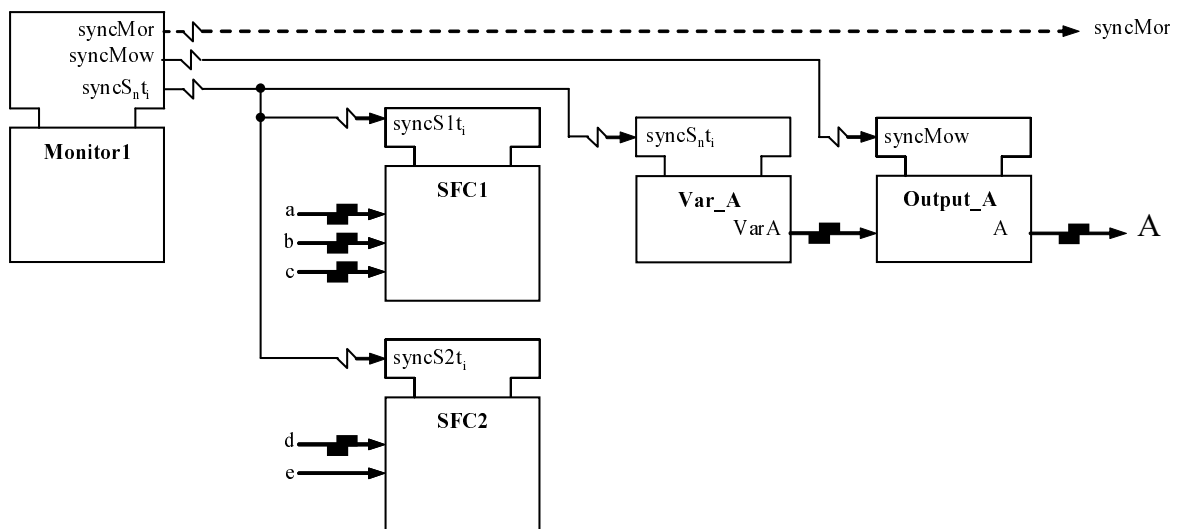 syncMor
syncMor
syncMow
syncSnti
syncS1ti
syncSnti
syncMow
Monitor1
SFC1
Var_A
Output_A
a
VarA
A
A
b
c
syncS2ti
SFC2
d
e